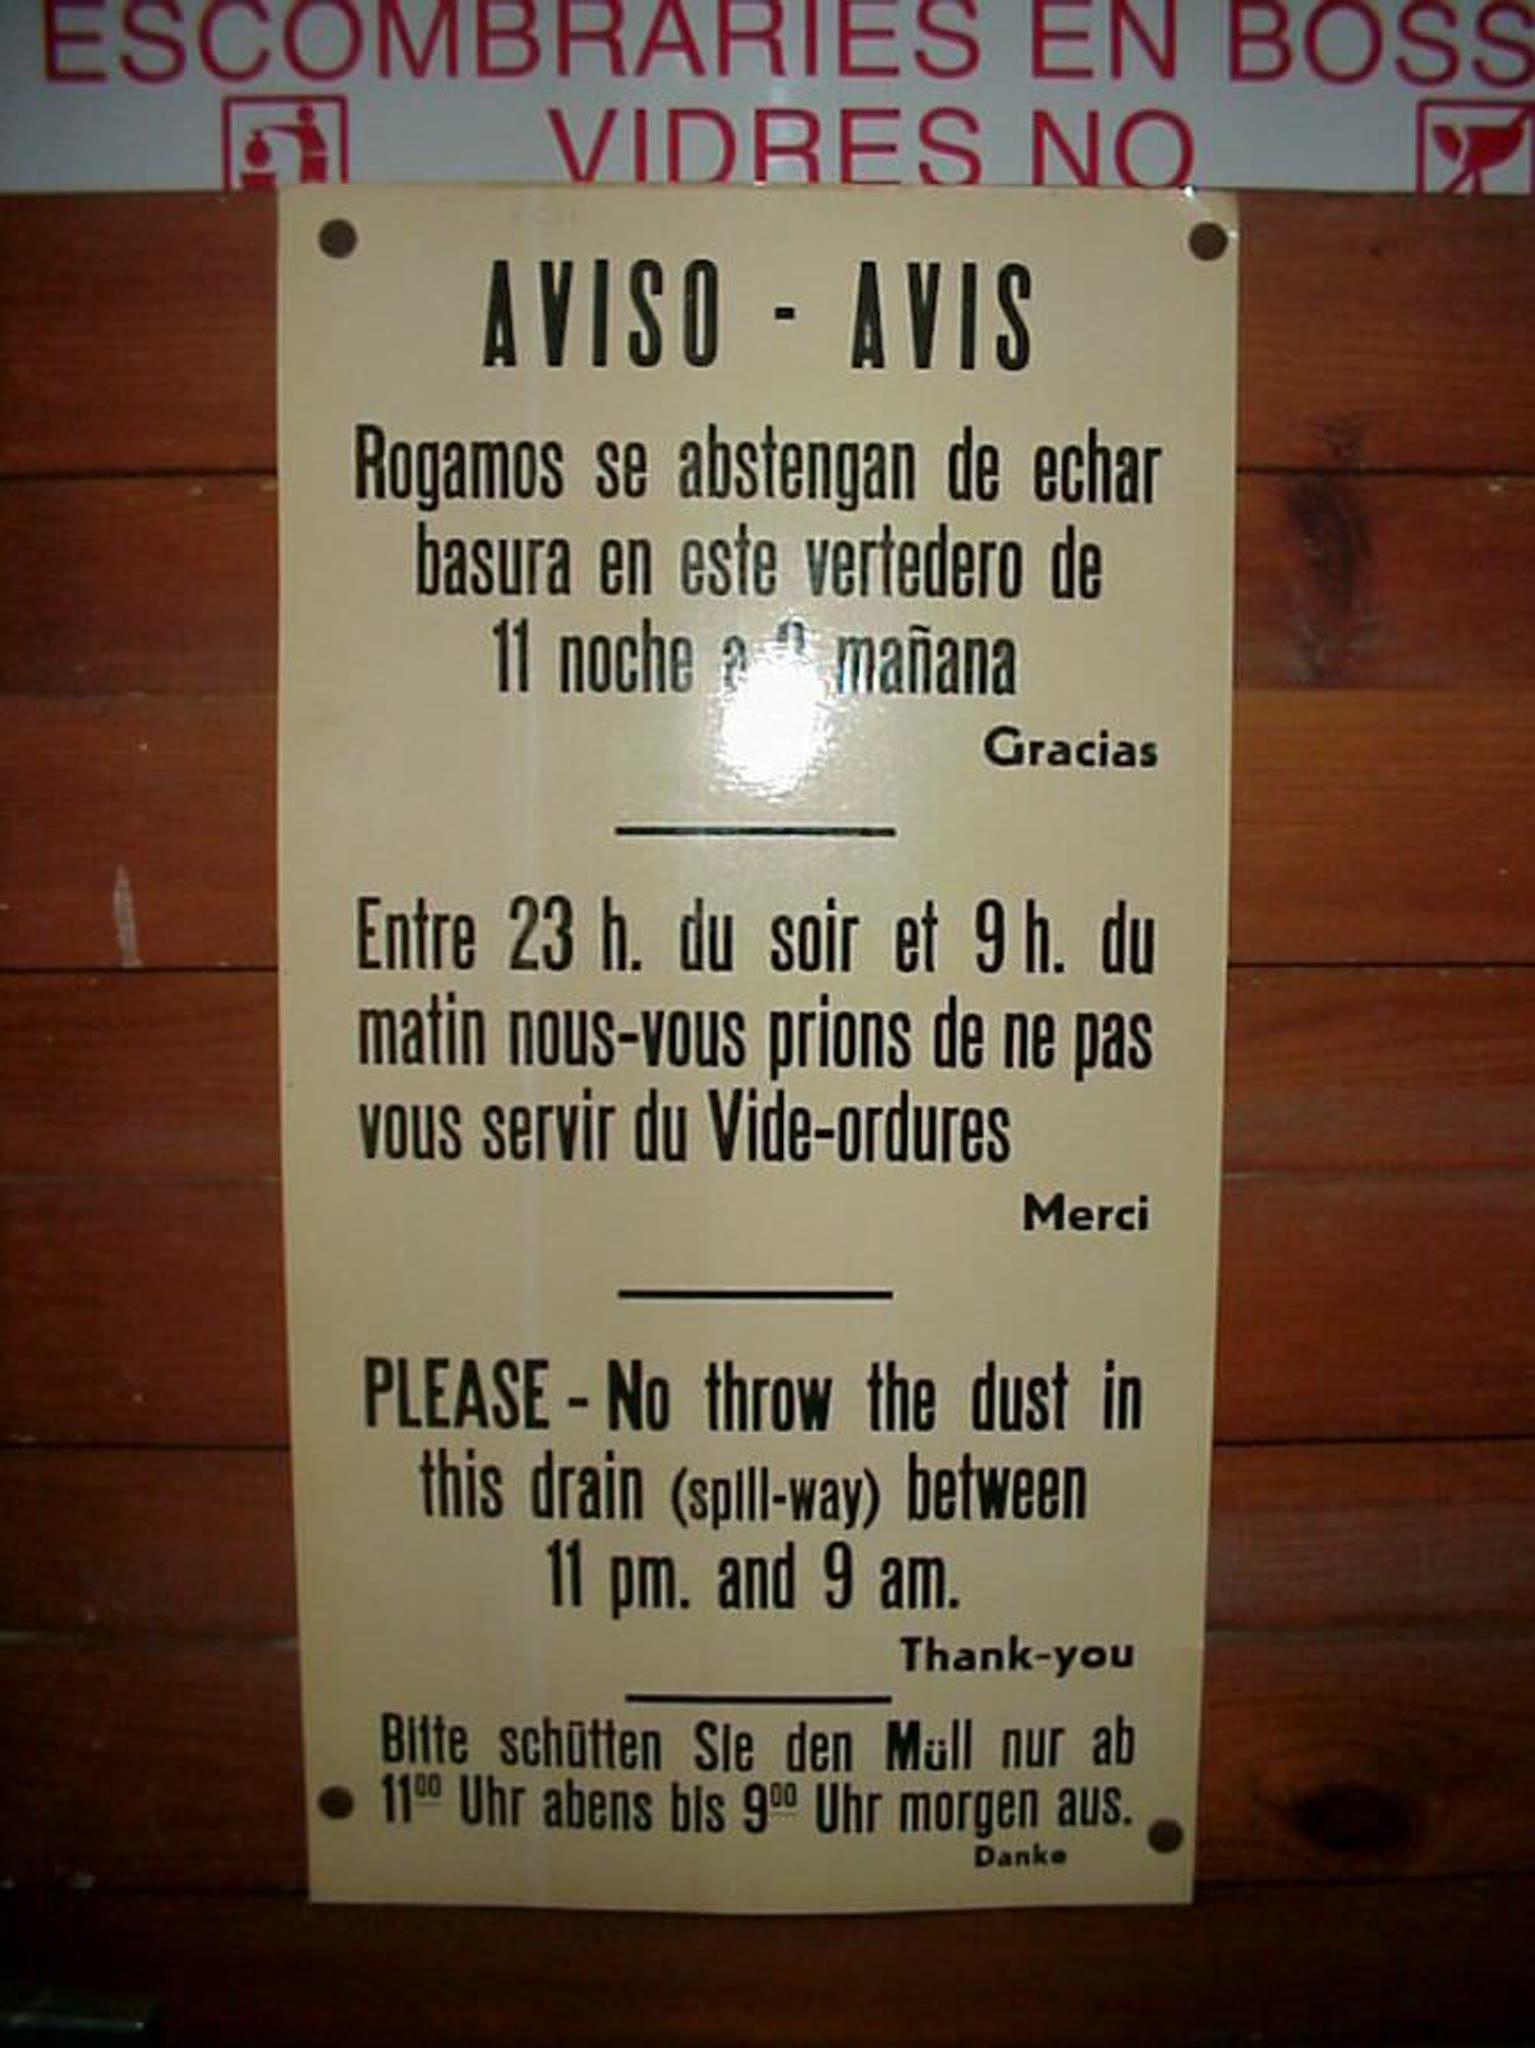 ESCOMBRARIES EN BOSS
VIDRES NO
AVISO - AVIS
Rogamos se abstengan de echar
basura en este vertedero de
11 noche a 9 mañana
Gracias
Entre 23 h. du soir et 9 h. du
matin nous-vous prions de ne pas
vous servir du Vide-ordures
Merci
PLEASE - No throw the dust in
this drain (spill-way) between
11 pm. and 9 am.
Thank-you
Bitte schütten Sie den Müll nur ab
11⁰⁰ Uhr abens bis 9⁰⁰ Uhr morgen aus.
Danke